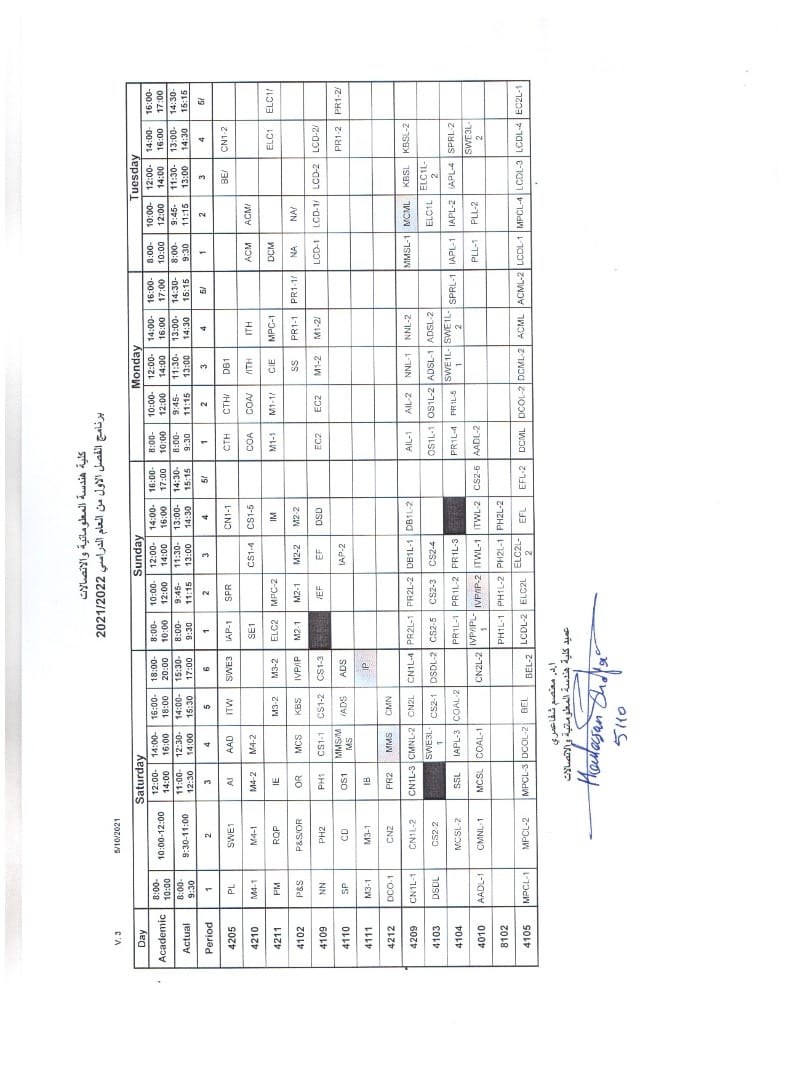 كلية هندسة المعلوماتية والاتصالات
برنامج الفصل الاول من العام الدراسي 2021/2022
V. 3 5/10/2021
Day Saturday Sunday Monday Tuesday
Academic 8:00-10:00 10:00-12:00 12:00-14:00 14:00-16:00 16:00-18:00 18:00-20:00 8:00-10:00 10:00-12:00 12:00-14:00 14:00-16:00 16:00-17:00 8:00-10:00 10:00-12:00 12:00-14:00 14:00-16:00 16:00-17:00 8:00-10:00 10:00-12:00 12:00-14:00 14:00-16:00 16:00-17:00
Actual 8:00-9:30 9:30-11:00 11:00-12:30 12:30-14:00 14:00-15:30 15:30-17:00 8:00-9:30 9:45-11:15 11:30-13:00 13:00-14:30 14:30-15:15 8:00-9:30 9:45-11:15 11:30-13:00 13:00-14:30 14:30-15:15 8:00-9:30 9:45-11:15 11:30-13:00 13:00-14:30 14:30-15:15
Period 1 2 3 4 5 6 1 2 3 4 5/ 1 2 3 4 5/ 1 2 3 4 5/
4205 PL SWE1 AI AAD ITW SWE3 IAP-1 SPR CN1-1 CTH CTH/ DB1 BE/ CN1-2
4210 M4-1 M4-1 M4-2 M4-2 SE1 CS1-4 CS1-5 COA COA/ /ITH ITH ACM ACM/
4211 PM RQP IE M3-2 M3-2 ELC2 MPC-2 IM M1-1 M1-1/ CIE MPC-1 DCM ELC1 ELC1/
4102 P&S P&S/OR OR MCS KBS IVP/IP M2-1 M2-1 M2-2 M2-2 SS PR1-1 PR1-1/ NA NA/
4109 NN PH2 PH1 CS1-1 CS1-2 CS1-3 /EF EF DSD EC2 EC2 M1-2 M1-2/ LCD-1 LCD-1/ LCD-2 LCD-2/
4110 SP CD OS1 MMS/MMS /ADS ADS IAP-2 PR1-2 PR1-2/
4111 M3-1 M3-1 IB IP
4212 DCO-1 CN2 PR2 MMS CMN
4209 CN1L-1 CN1L-2 CN1L-3 CMNL-2 CN2L CN1L-4 PR2L-1 PR2L-2 DB1L-1 DB1L-2 AIL-1 AIL-2 NNL-1 NNL-2 MMSL-1 MCML KBSL KBSL-2
4103 DSDL CS2-2 SWE3L-1 CS2-1 DSDL-2 CS2-5 CS2-3 CS2-4 OS1L-1 OS1L-2 ADSL-1 ADSL-2 ELC1L ELC1L-2
4104 MCSL-2 SSL IAPL-3 COAL-2 PR1L-1 PR1L-2 PR1L-3 PR1L-4 PR1L-5 SWE1L-1 SWE1L-2 SPRL-1 IAPL-1 IAPL-2 IAPL-4 SPRL-2
4010 AADL-1 CMNL-1 MCSL COAL-1 CN2L-2 IVP/IPL-1 IVP/IP-2 ITWL-1 ITWL-2 CS2-6 AADL-2 PLL-1 PLL-2 SWE3L-2
8102 PH1L-1 PH1L-2 PH2L-1 PH2L-2
4105 MPCL-1 MPCL-2 MPCL-3 DCOL-2 BEL BEL-2 LCDL-2 ELC2L ELC2L-2 EFL EFL-2 DCML DCOL-2 DCML-2 ACML ACML-2 LCDL-1 MPCL-4 LCDL-3 LCDL-4 EC2L-1
ا.د. معتصم شفاعمري
عميد كلية هندسة المعلوماتية والاتصالات
5/10